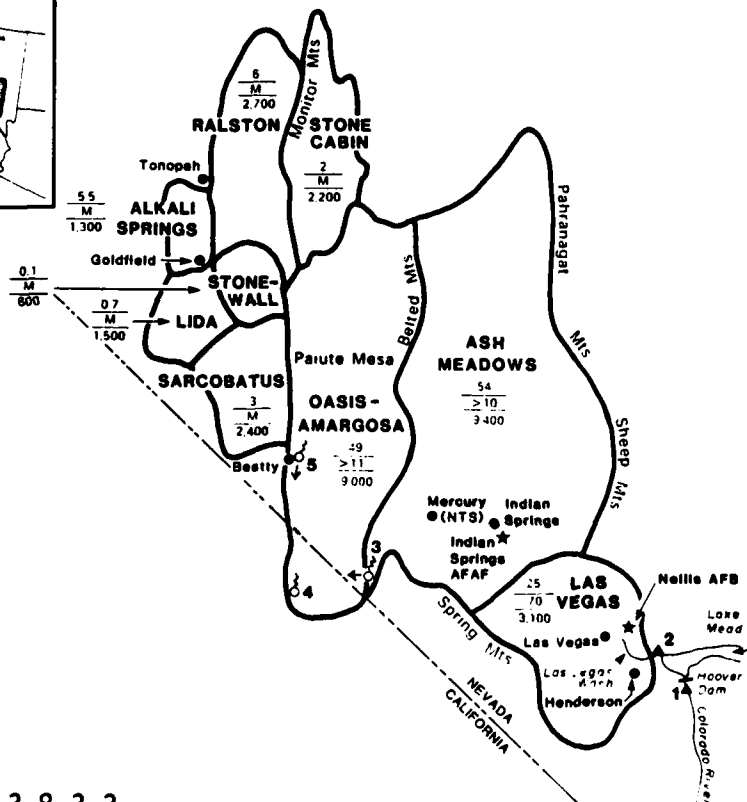 6
M
2,700
RALSTON
Monitor Mts
STONE
CABIN
2
M
2,200
Tonopah
5.5
M
1,300
ALKALI
SPRINGS
Goldfield
0.1
M
600
STONE-
WALL
0.7
M
1,500
LIDA
Belted Mts
Pahranagat
Mts
Sheep Mts
ASH
MEADOWS
54
>10
9,400
Paiute Mesa
SARCOBATUS
3
M
2,400
OASIS-
AMARGOSA
49
>11
9,000
Beatty
5
Mercury
(NTS)
Indian
Springs
Indian
Springs
AFAF
3
4
25
70
3,100
LAS
VEGAS
Nellis AFB
Lake
Mead
Spring Mts
Las Vegas
2
Las Vegas
Wash
Henderson
Hoover
Dam
1
Colorado River
NEVADA
CALIFORNIA